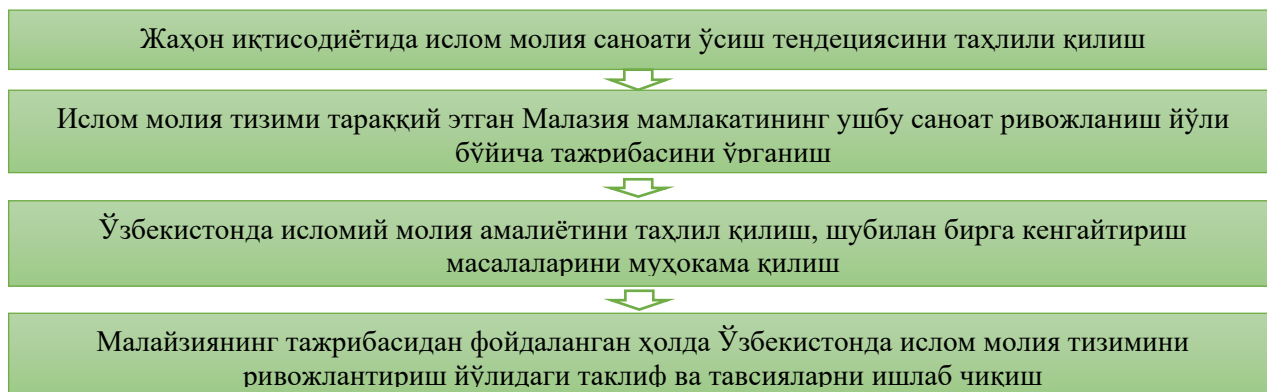 Жаҳон иқтисодиётида ислом молия саноати ўсиш тендециясини таҳлили қилиш
Ислом молия тизими тараққий этган Малазия мамлакатининг ушбу саноат ривожланиш йўли
бўйича тажрибасини ўрганиш
Ўзбекистонда исломий молия амалиётини таҳлил қилиш, шубилан бирга кенгайтириш
масалаларини муҳокама қилиш
Малайзиянинг тажрибасидан фойдаланган ҳолда Ўзбекистонда ислом молия тизимини
ривожлантириш йўлидаги таклиф ва тавсияларни ишлаб чиқиш